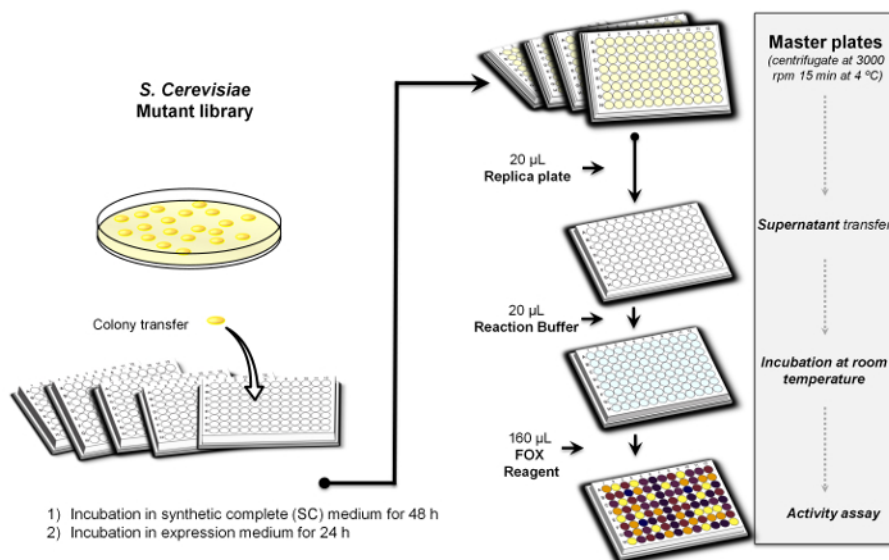 S. Cerevisiae
Mutant library
Colony transfer
1) Incubation in synthetic complete (SC) medium for 48 h
2) Incubation in expression medium for 24 h
20 µL
Replica plate
20 µL
Reaction Buffer
160 µL
FOX
Reagent
Master plates
(centrifugate at 3000
rpm 15 min at 4 ºC)
Supernatant transfer
Incubation at room
temperature
Activity assay